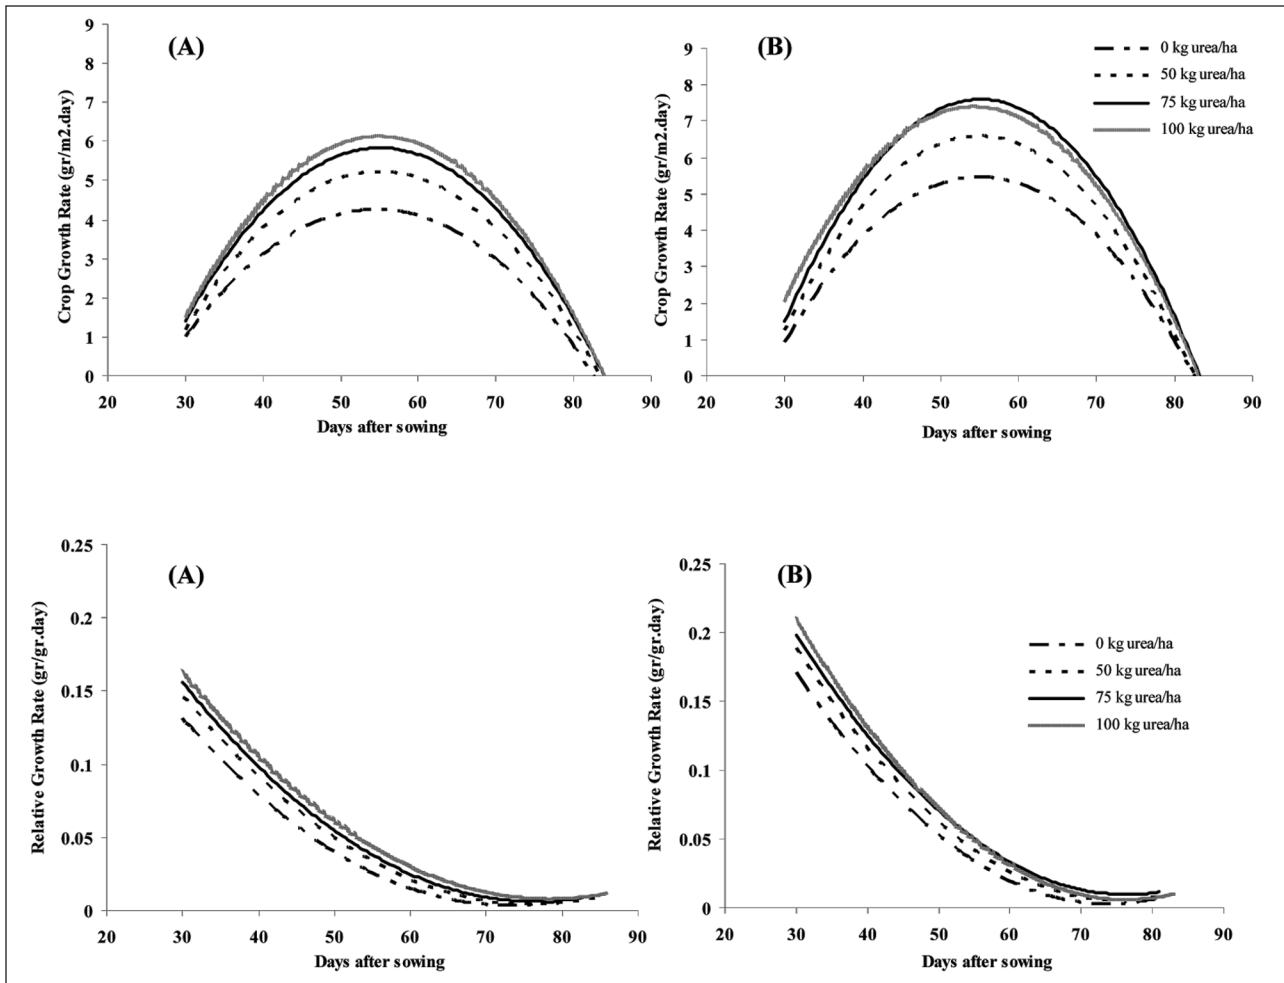 (A)
Crop Growth Rate (gr/m2.day)
9
8
7
6
5
4
3
2
1
0
20 30 40 50 60 70 80 90
Days after sowing
(B)
Crop Growth Rate (gr/m2.day)
9
8
7
6
5
4
3
2
1
0
20 30 40 50 60 70 80 90
Days after sowing
0 kg urea/ha
50 kg urea/ha
75 kg urea/ha
100 kg urea/ha
(A)
Relative Growth Rate (gr/gr.day)
0.25
0.2
0.15
0.1
0.05
0
20 30 40 50 60 70 80 90
Days after sowing
(B)
Relative Growth Rate (gr/gr.day)
0.25
0.2
0.15
0.1
0.05
0
20 30 40 50 60 70 80 90
Days after sowing
0 kg urea/ha
50 kg urea/ha
75 kg urea/ha
100 kg urea/ha